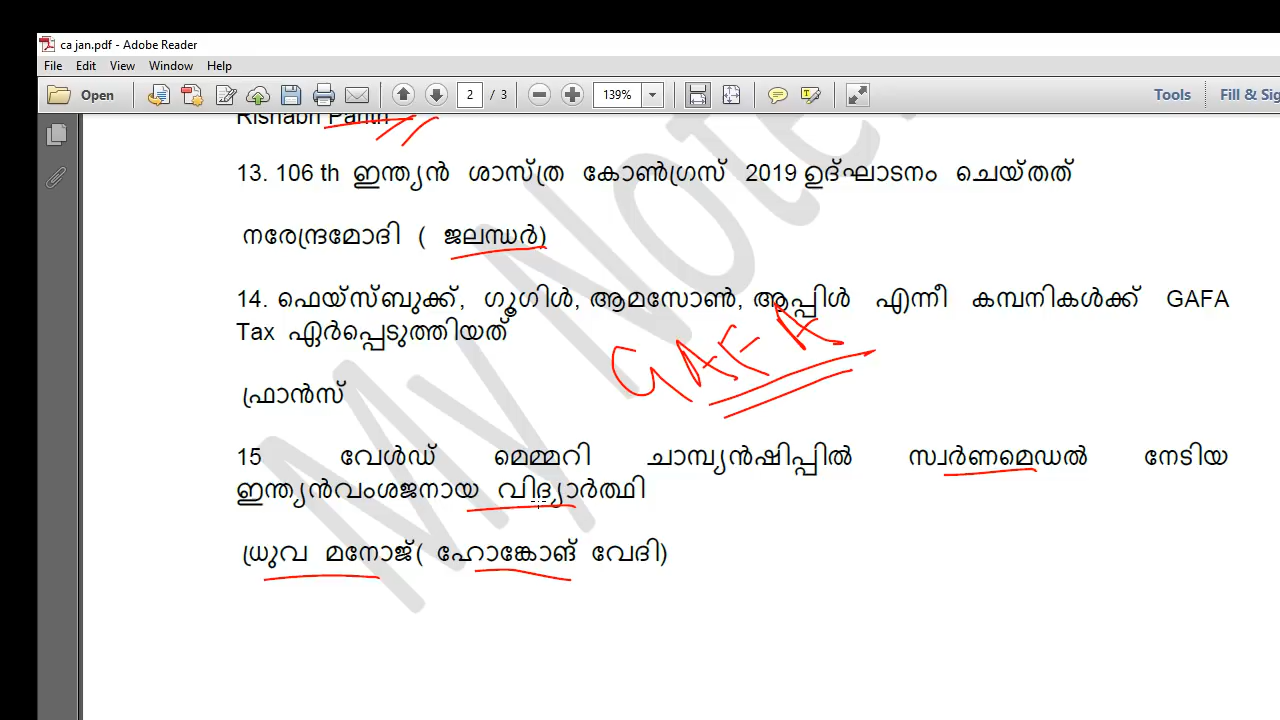 ca jan.pdf - Adobe Reader
File Edit View Window Help
Open 2 / 3 139% Tools Fill & Sig
Rishabh Panth
13. 106 th ഇന്ത്യൻ ശാസ്ത്ര കോൺഗ്രസ് 2019 ഉദ്ഘാടനം ചെയ്തത്
നരേന്ദ്രമോദി ( ജലന്ധർ)
14. ഫെയ്സ്ബുക്ക്, ഗൂഗിൾ, ആമസോൺ, ആപ്പിൾ എന്നീ കമ്പനികൾക്ക് GAFA
Tax ഏർപ്പെടുത്തിയത്
GAFA
ഫ്രാൻസ്
15 വേൾഡ് മെമ്മറി ചാമ്പ്യൻഷിപ്പിൽ സ്വർണമെഡൽ നേടിയ
ഇന്ത്യൻവംശജനായ വിദ്യാർത്ഥി
ധ്രുവ മനോജ്( ഹോങ്കോങ് വേദി)
My Note